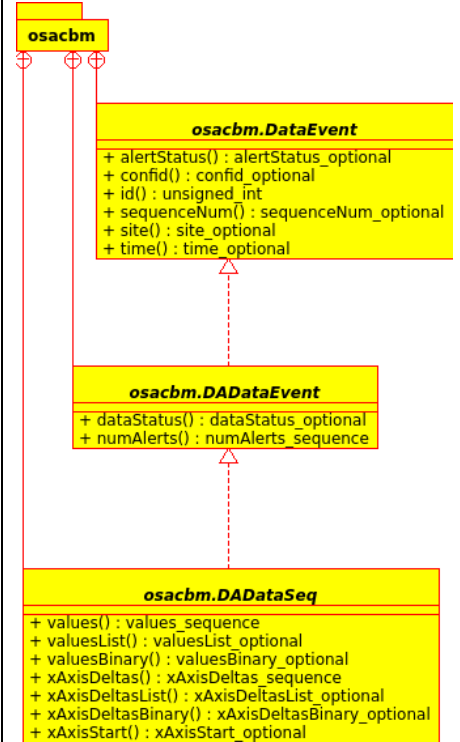 osacbm
osacbm.DataEvent
+ alertStatus() : alertStatus_optional
+ confid() : confid_optional
+ id() : unsigned_int
+ sequenceNum() : sequenceNum_optional
+ site() : site_optional
+ time() : time_optional
osacbm.DADataEvent
+ dataStatus() : dataStatus_optional
+ numAlerts() : numAlerts_sequence
osacbm.DADataSeq
+ values() : values_sequence
+ valuesList() : valuesList_optional
+ valuesBinary() : valuesBinary_optional
+ xAxisDeltas() : xAxisDeltas_sequence
+ xAxisDeltasList() : xAxisDeltasList_optional
+ xAxisDeltasBinary() : xAxisDeltasBinary_optional
+ xAxisStart() : xAxisStart_optional